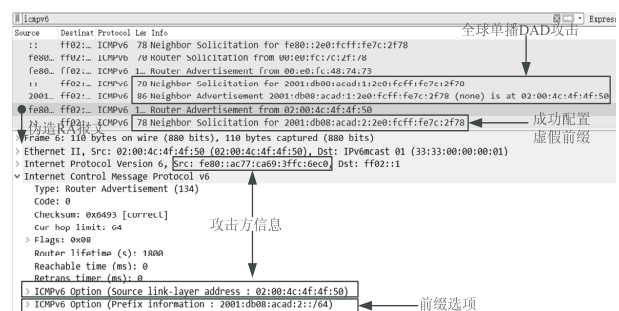 icmpv6
Expres
Source Destinat Protocol Ler Info
全球单播DAD攻击
:: ff02:… ICMPv6 78 Neighbor Solicitation for fe80::2e0:fcff:fe7c:2f78
fe80… ff02:… ICMPv6 70 Router Solicitation from 00:e0:fc:7c:2f:78
fe80… ff02:… ICMPv6 1… Router Advertisement from 00:e0:fc:48:74:73
:: ff02:… ICMPv6 78 Neighbor Solicitation for 2001:db8:acad:1:2e0:fcff:fe7c:2f78
2001… ff02:… ICMPv6 86 Neighbor Advertisement 2001:db8:acad:1:2e0:fcff:fe7c:2f78 (none) is at 02:00:4c:4f:4f:50
fe80… ff02:… ICMPv6 1… Router Advertisement from 02:00:4c:4f:4f:50
:: ff02:… ICMPv6 78 Neighbor Solicitation for 2001:db8:acad:2:2e0:fcff:fe7c:2f78
成功配置
虚假前缀
伪造RA报文
Frame 6: 110 bytes on wire (880 bits), 110 bytes captured (880 bits)
Ethernet II, Src: 02:00:4c:4f:4f:50 (02:00:4c:4f:4f:50), Dst: IPv6mcast 01 (33:33:00:00:00:01)
Internet Protocol Version 6, Src: fe80::ac77:ca69:3ffc:6ec0, Dst: ff02::1
Internet Control Message Protocol v6
Type: Router Advertisement (134)
Code: 0
Checksum: 0x6493 [correct]
Cur hop limit: 64
攻击方信息
Flags: 0x08
Router lifetime (s): 1800
Reachable time (ms): 0
Retrans timer (ms): 0
ICMPv6 Option (Source link-layer address : 02:00:4c:4f:4f:50)
ICMPv6 Option (Prefix information : 2001:db08:acad:2::/64)
前缀选项